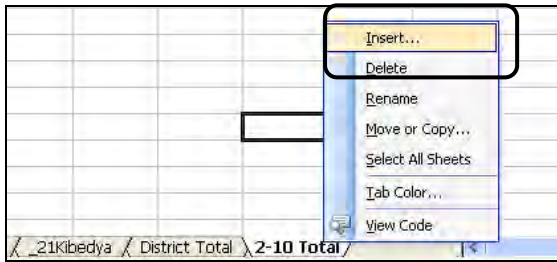 Insert...
Delete
Rename
Move or Copy...
Select All Sheets
Tab Color...
View Code
_21Kibedya / District Total \ 2-10 Total /